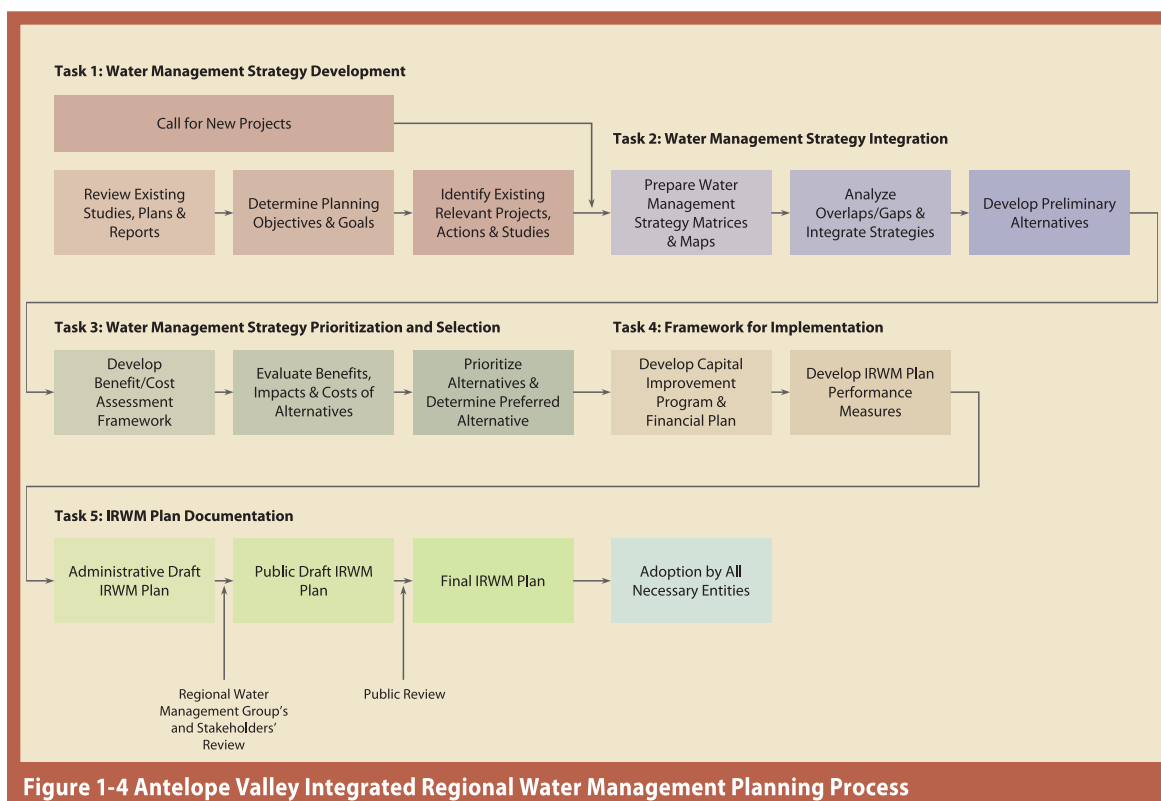 Task 1: Water Management Strategy Development
Call for New Projects
Review Existing
Studies, Plans &
Reports
Determine Planning
Objectives & Goals
Identify Existing
Relevant Projects,
Actions & Studies
Task 2: Water Management Strategy Integration
Prepare Water
Management
Strategy Matrices
& Maps
Analyze
Overlaps/Gaps &
Integrate Strategies
Develop Preliminary
Alternatives
Task 3: Water Management Strategy Prioritization and Selection
Develop
Benefit/Cost
Assessment
Framework
Evaluate Benefits,
Impacts & Costs of
Alternatives
Prioritize
Alternatives &
Determine Preferred
Alternative
Task 4: Framework for Implementation
Develop Capital
Improvement
Program &
Financial Plan
Develop IRWM Plan
Performance
Measures
Task 5: IRWM Plan Documentation
Administrative Draft
IRWM Plan
Public Draft IRWM
Plan
Final IRWM Plan
Adoption by All
Necessary Entities
Regional Water
Management Group's
and Stakeholders'
Review
Public Review
Figure 1-4 Antelope Valley Integrated Regional Water Management Planning Process